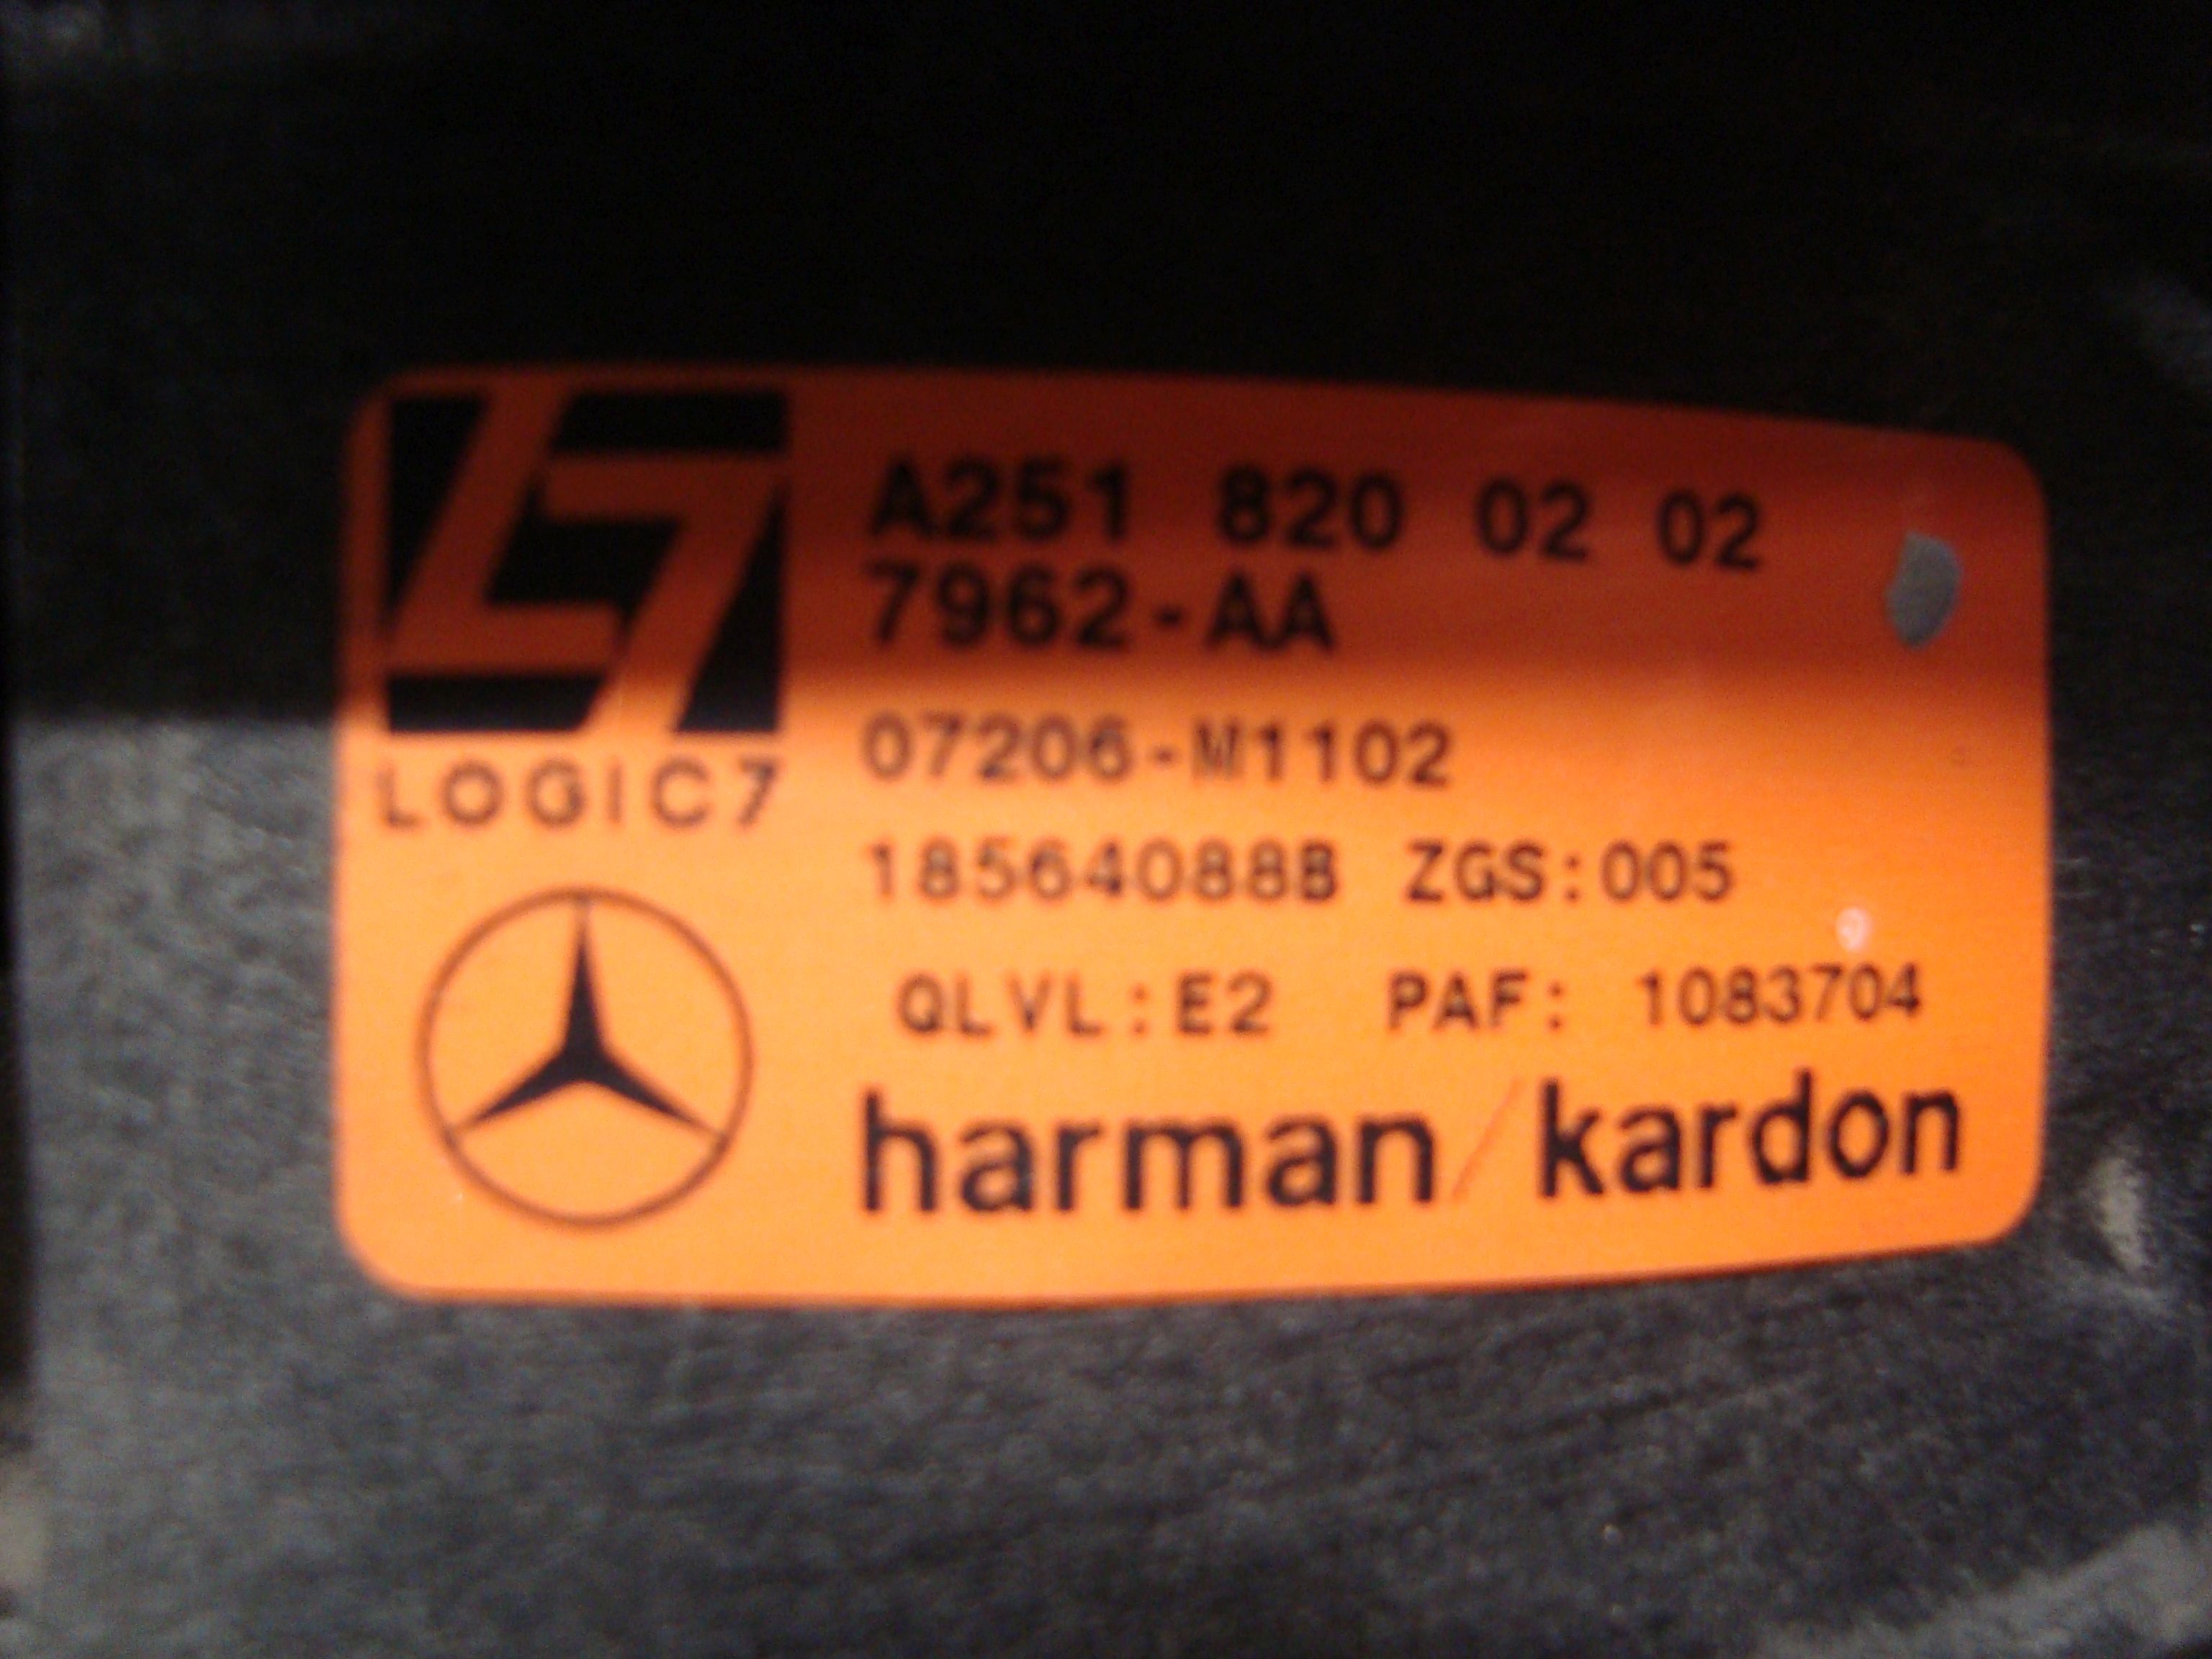 A251 820 02 02
7962-AA
LOGIC7
07206-M1102
18564088B ZGS:005
QLVL:E2 PAF: 1083704
harman/kardon